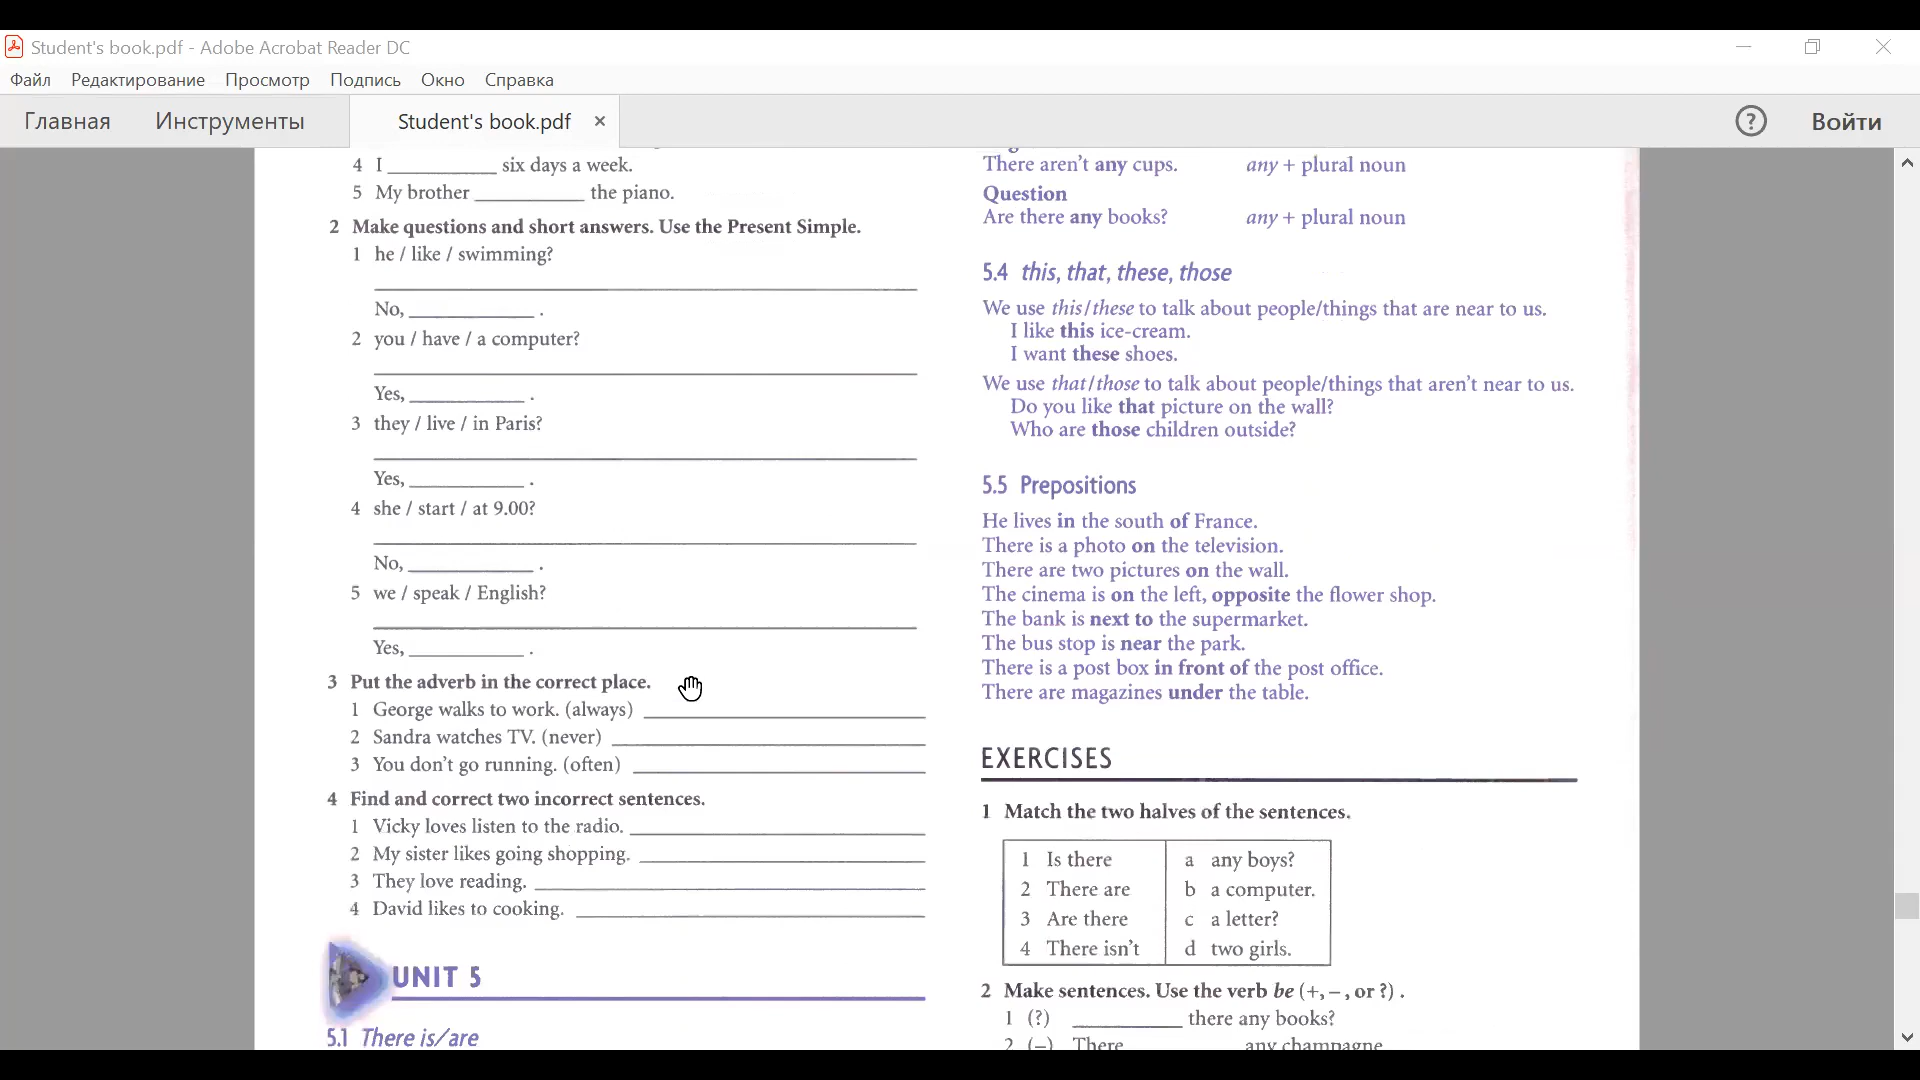 Student's book.pdf - Adobe Acrobat Reader DC
Файл Редактирование Просмотр Подпись Окно Справка
Главная Инструменты Student's book.pdf × ? Войти
4 I __________ six days a week.
5 My brother __________ the piano.
2 Make questions and short answers. Use the Present Simple.
1 he / like / swimming?
No, __________ .
2 you / have / a computer?
Yes, __________ .
3 they / live / in Paris?
Yes, __________ .
4 she / start / at 9.00?
No, __________ .
5 we / speak / English?
Yes, __________ .
3 Put the adverb in the correct place.
1 George walks to work. (always)
2 Sandra watches TV. (never)
3 You don't go running. (often)
4 Find and correct two incorrect sentences.
1 Vicky loves listen to the radio.
2 My sister likes going shopping.
3 They love reading.
4 David likes to cooking.
UNIT 5
5.1 There is/are
There aren't any cups. any + plural noun
Question
Are there any books? any + plural noun
5.4 this, that, these, those
We use this/these to talk about people/things that are near to us.
I like this ice-cream.
I want these shoes.
We use that/those to talk about people/things that aren't near to us.
Do you like that picture on the wall?
Who are those children outside?
5.5 Prepositions
He lives in the south of France.
There is a photo on the television.
There are two pictures on the wall.
The cinema is on the left, opposite the flower shop.
The bank is next to the supermarket.
The bus stop is near the park.
There is a post box in front of the post office.
There are magazines under the table.
EXERCISES
1 Match the two halves of the sentences.
1 Is there a any boys?
2 There are b a computer.
3 Are there c a letter?
4 There isn't d two girls.
2 Make sentences. Use the verb be (+, –, or ?) .
1 (?) __________ there any books?
2 (–) There __________ any champagne